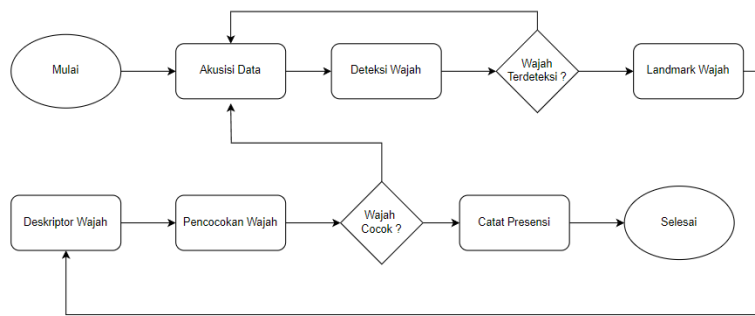 Mulai
Akusisi Data
Deteksi Wajah
Wajah
Terdeteksi ?
Landmark Wajah
Deskriptor Wajah
Pencocokan Wajah
Wajah
Cocok ?
Catat Presensi
Selesai